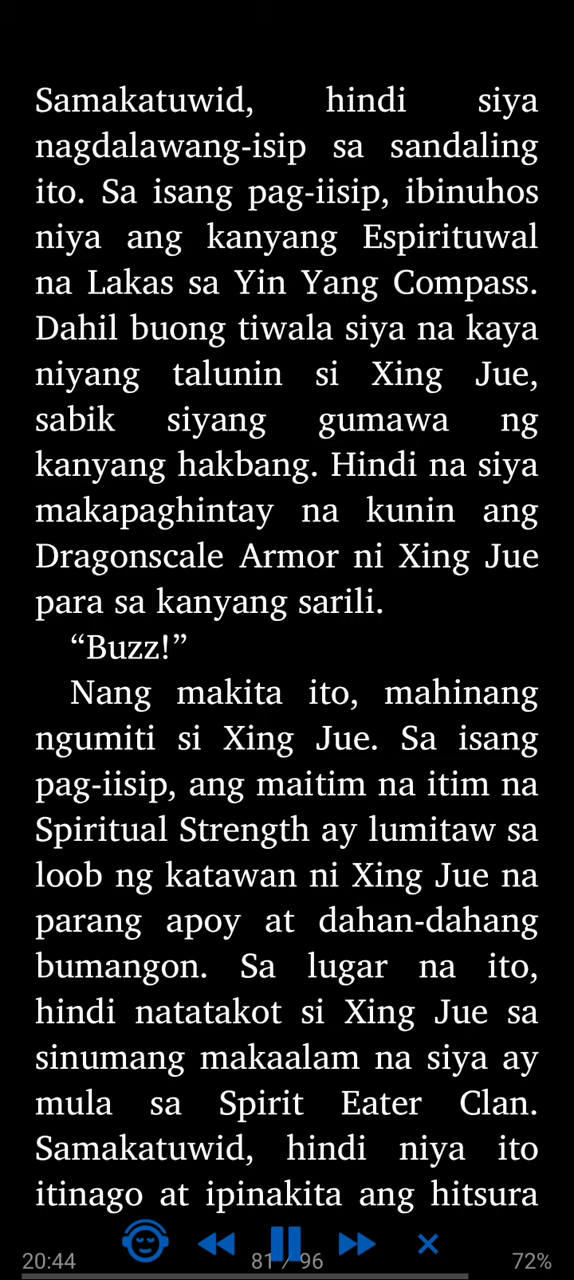 Samakatuwid, hindi siya
nagdalawang-isip sa sandaling
ito. Sa isang pag-iisip, ibinuhos
niya ang kanyang Espirituwal
na Lakas sa Yin Yang Compass.
Dahil buong tiwala siya na kaya
niyang talunin si Xing Jue,
sabik siyang gumawa ng
kanyang hakbang. Hindi na siya
makapaghintay na kunin ang
Dragonscale Armor ni Xing Jue
para sa kanyang sarili.
“Buzz!”
Nang makita ito, mahinang
ngumiti si Xing Jue. Sa isang
pag-iisip, ang maitim na itim na
Spiritual Strength ay lumitaw sa
loob ng katawan ni Xing Jue na
parang apoy at dahan-dahang
bumangon. Sa lugar na ito,
hindi natatakot si Xing Jue sa
sinumang makaalam na siya ay
mula sa Spirit Eater Clan.
Samakatuwid, hindi niya ito
itinago at ipinakita ang hitsura
20:44 81 / 96 72%